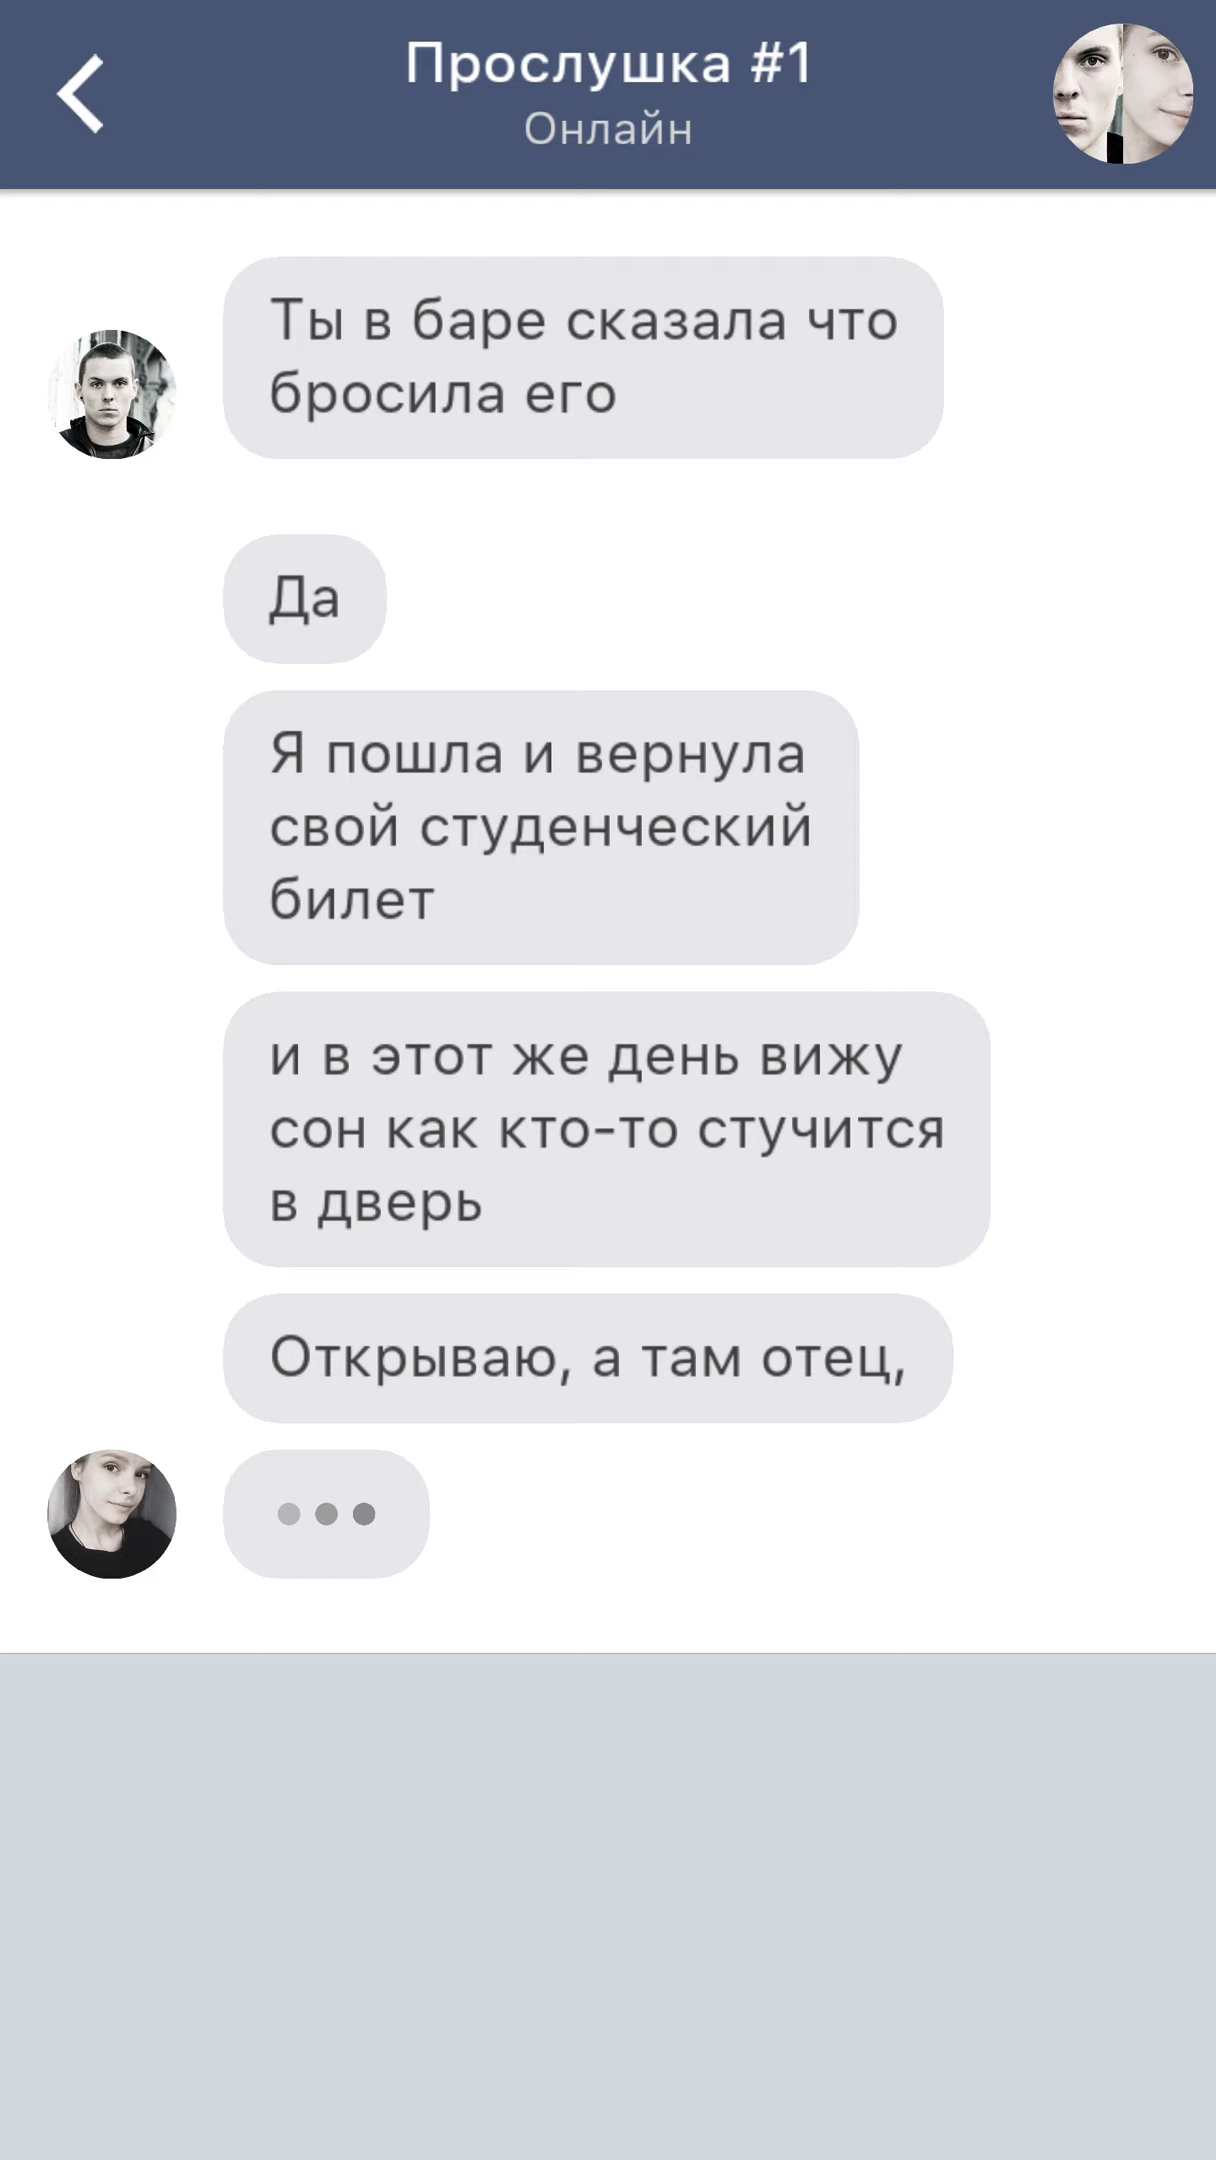 Прослушка #1
Онлайн
Ты в баре сказала что
бросила его
Да
Я пошла и вернула
свой студенческий
билет
и в этот же день вижу
сон как кто-то стучится
в дверь
Открываю, а там отец,